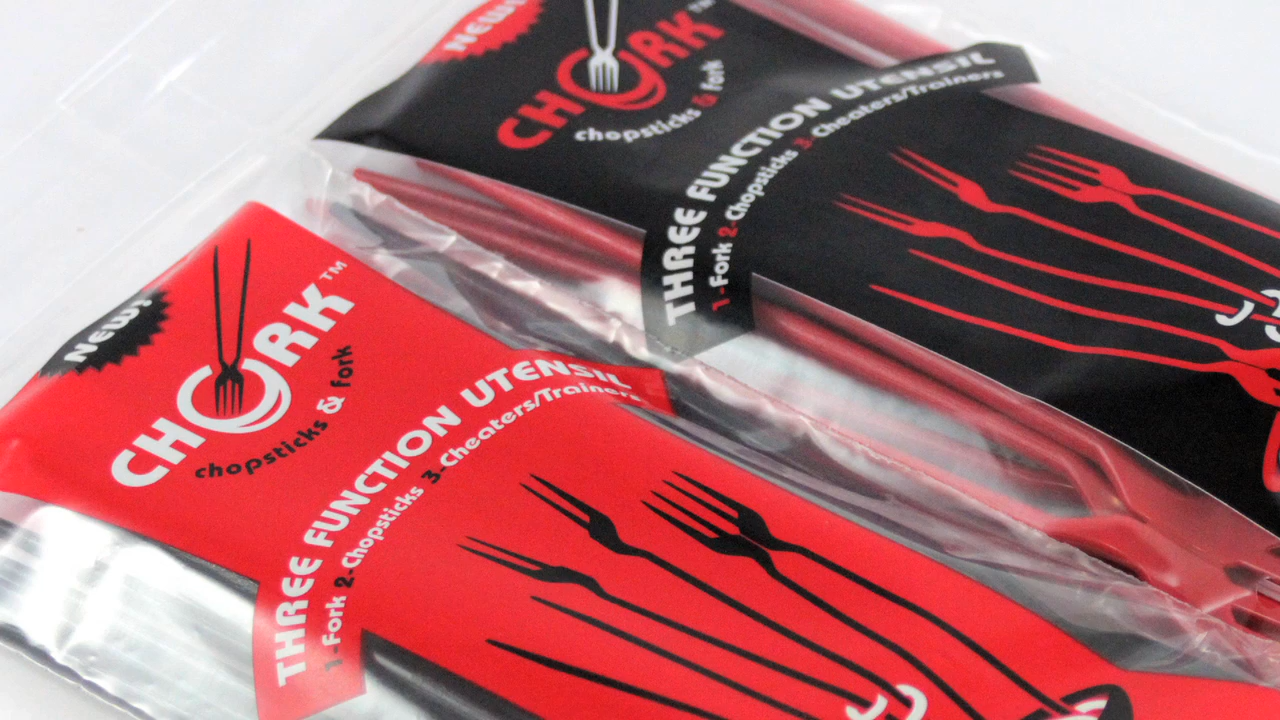 NEW!
CHORK™
chopsticks & fork
THREE FUNCTION UTENSIL
1-Fork 2-Chopsticks 3-Cheaters/Trainers
NEW!
CHORK™
chopsticks & fork
THREE FUNCTION UTENSIL
1-Fork 2-Chopsticks 3-Cheaters/Trainers